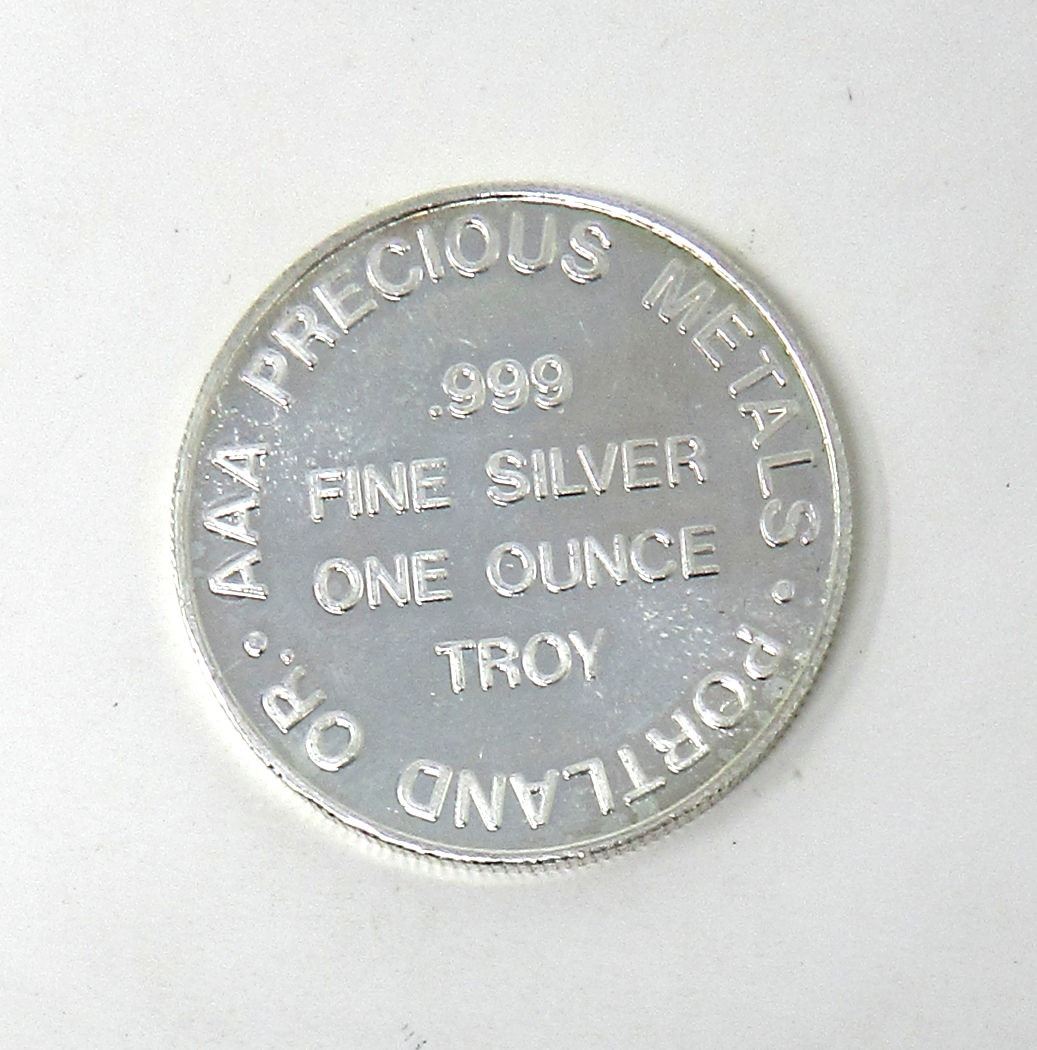 AAA PRECIOUS METALS · PORTLAND OR. ·
.999
FINE SILVER
ONE OUNCE
TROY